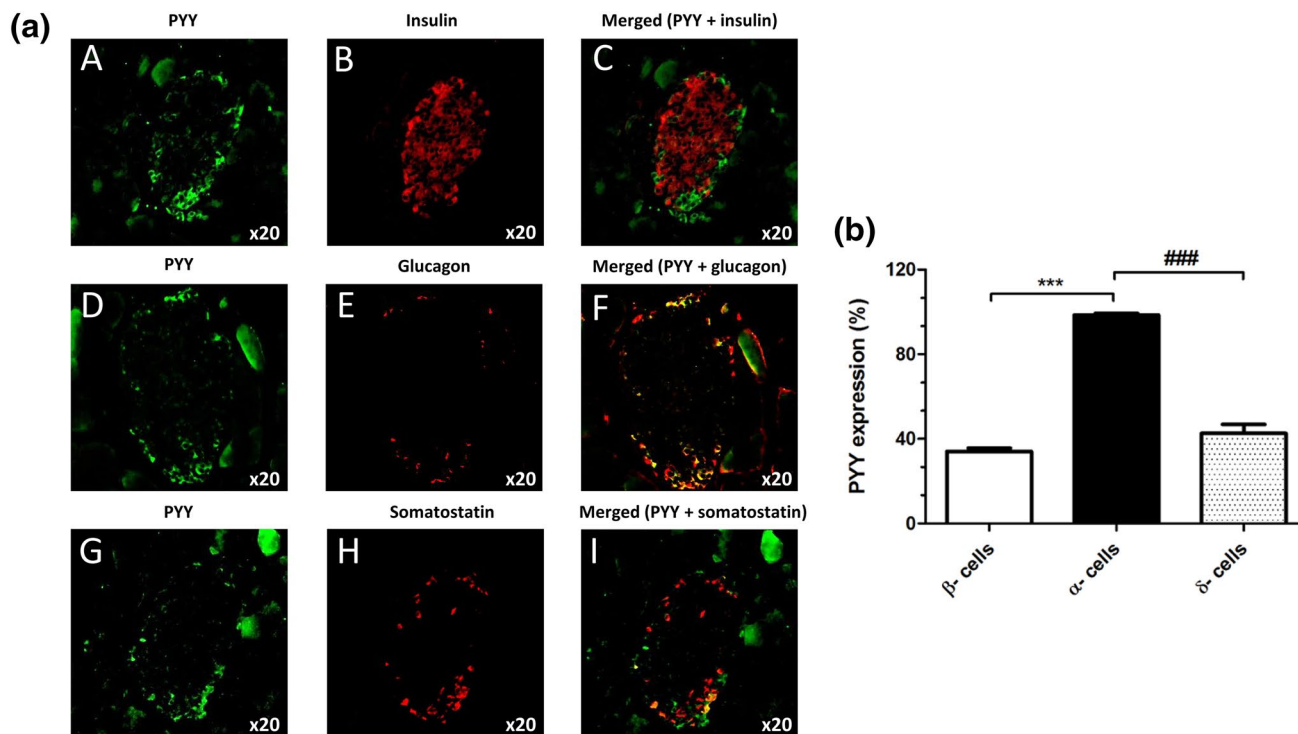 (a)
PYY Insulin Merged (PYY + insulin)
A B C
x20 x20 x20
PYY Glucagon Merged (PYY + glucagon)
D E F
x20 x20 x20
PYY Somatostatin Merged (PYY + somatostatin)
G H I
x20 x20 x20
(b)
PYY expression (%)
120
80
40
0
*** ###
β- cells α- cells δ- cells